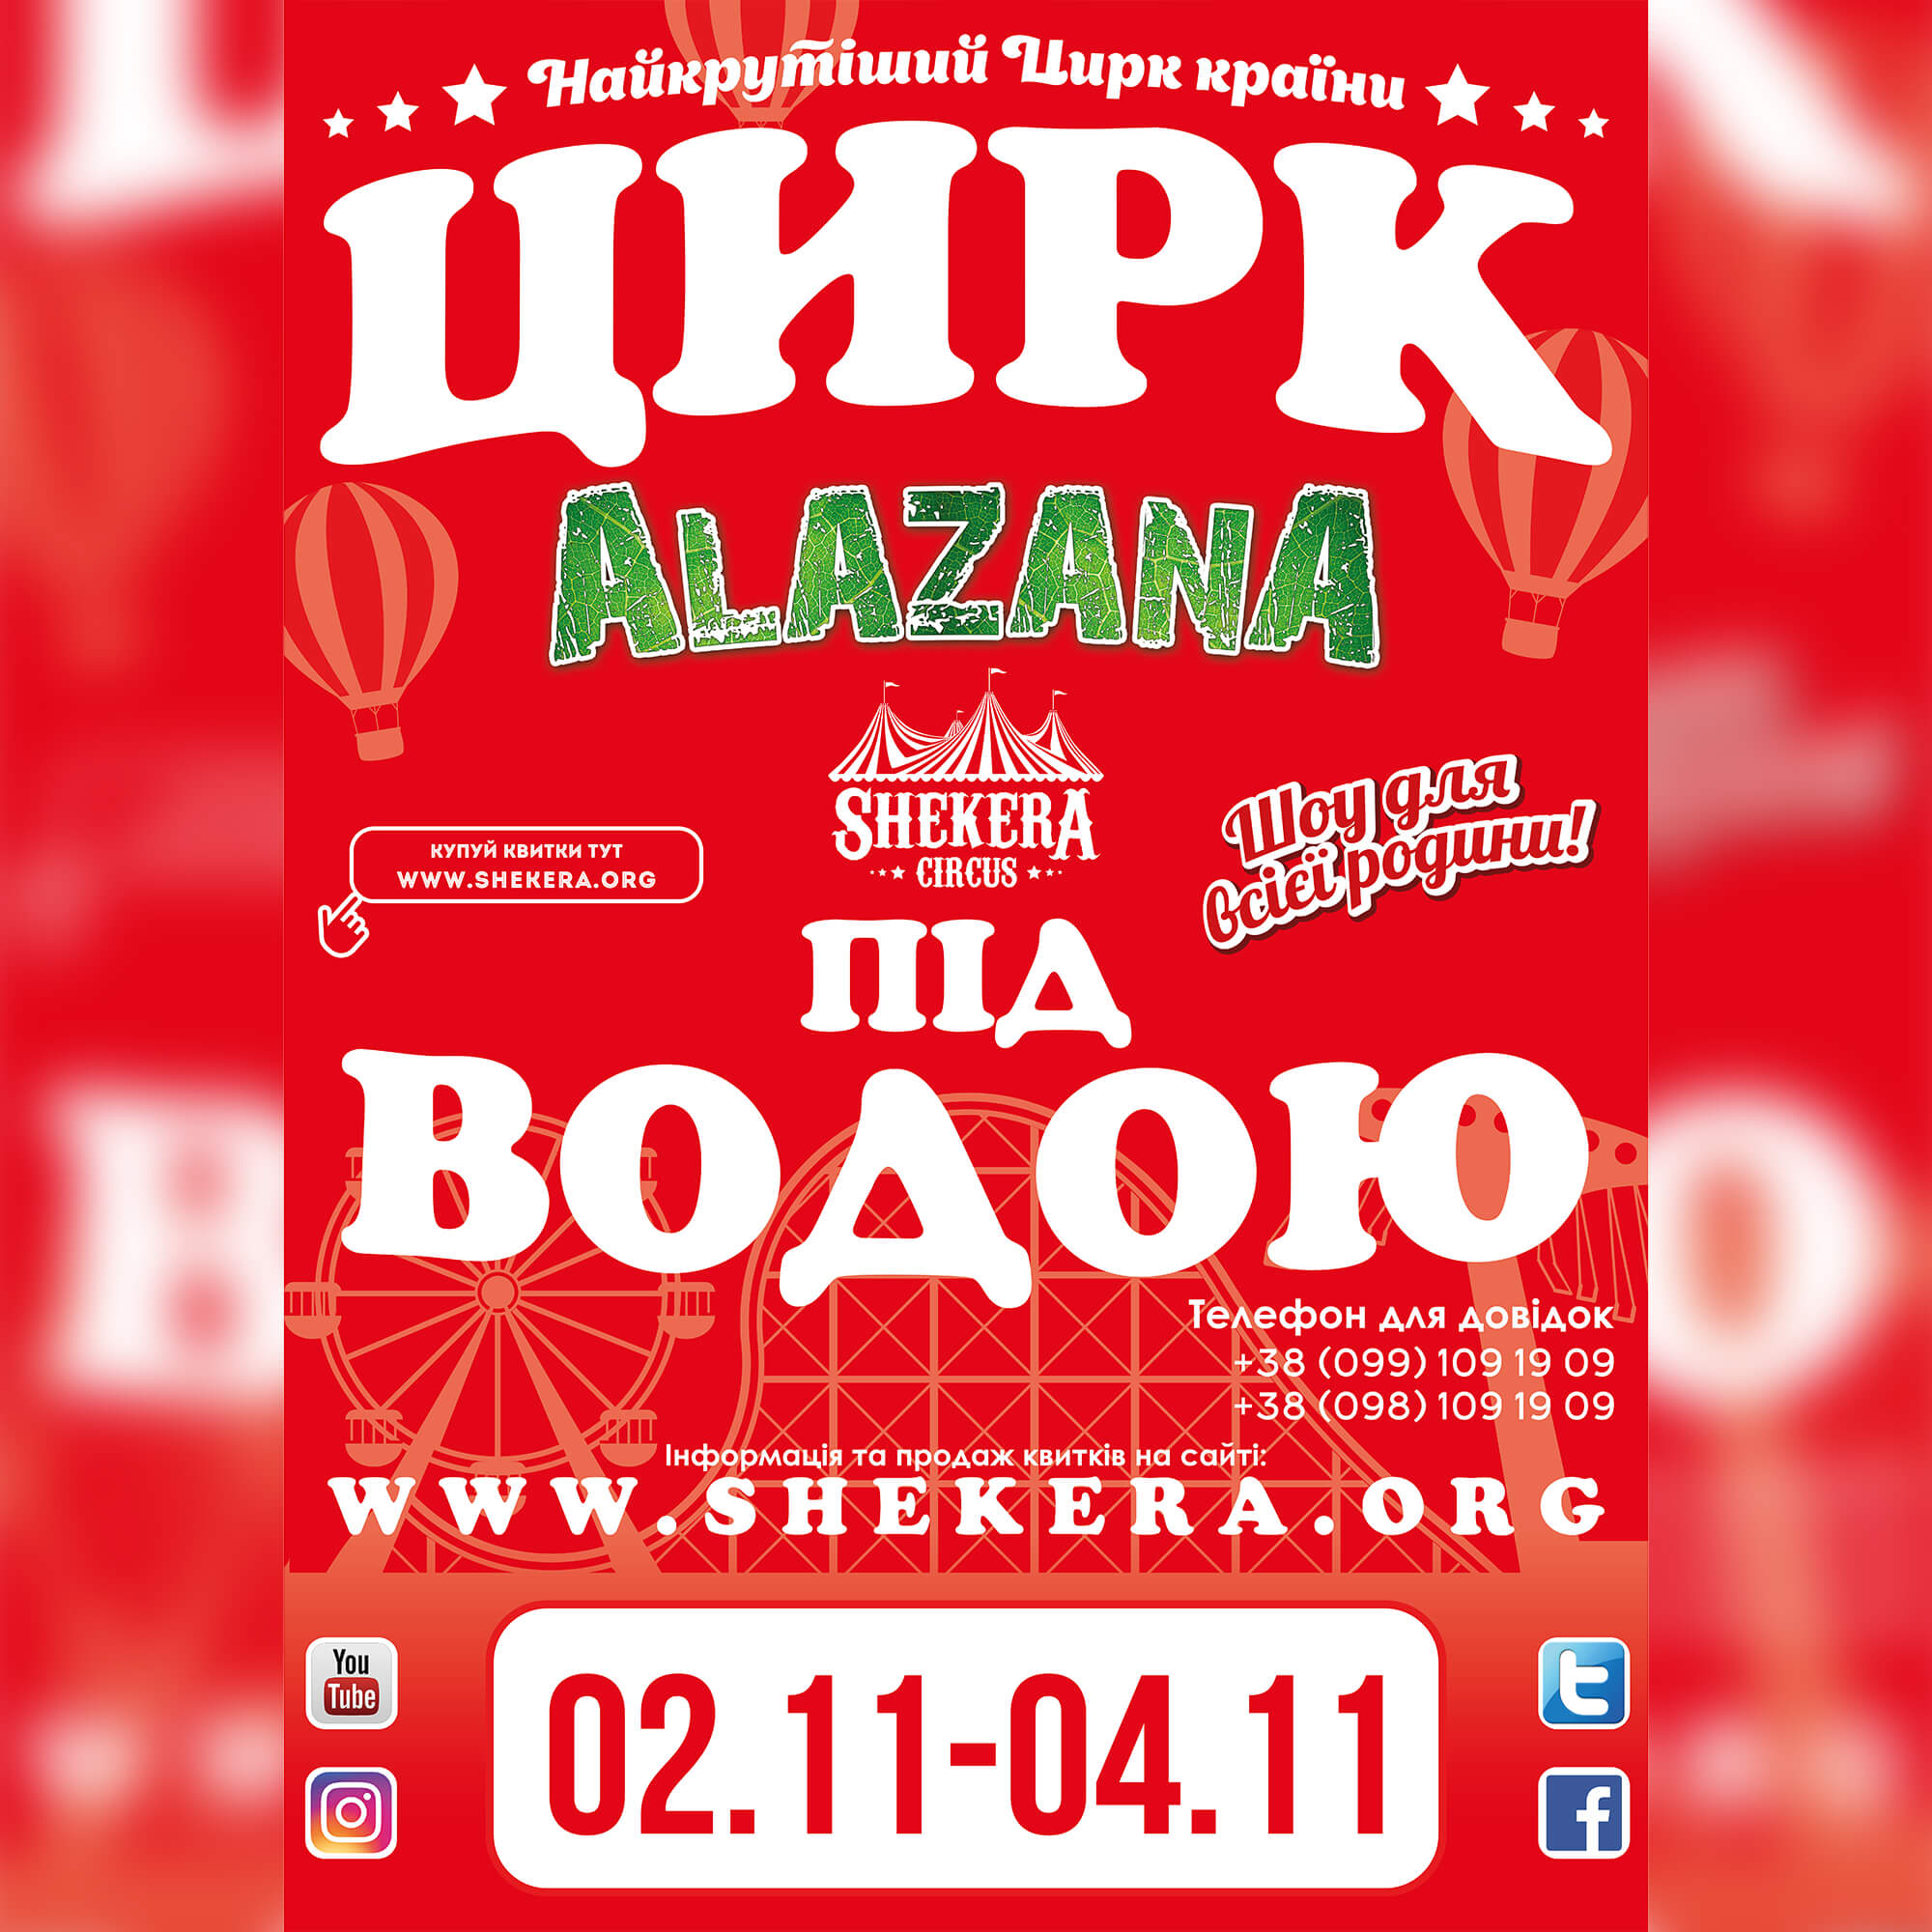 Найкрутіший Цирк країни
ЦИРК
ALAZANA
SHEKERA
CIRCUS
КУПУЙ КВИТКИ ТУТ
WWW.SHEKERA.ORG
Шоу для
всієї родини!
ПІД
ВОДОЮ
Телефон для довідок
+38 (099) 109 19 09
+38 (098) 109 19 09
Інформація та продаж квитків на сайті:
WWW.SHEKERA.ORG
You
Tube
02.11-04.11